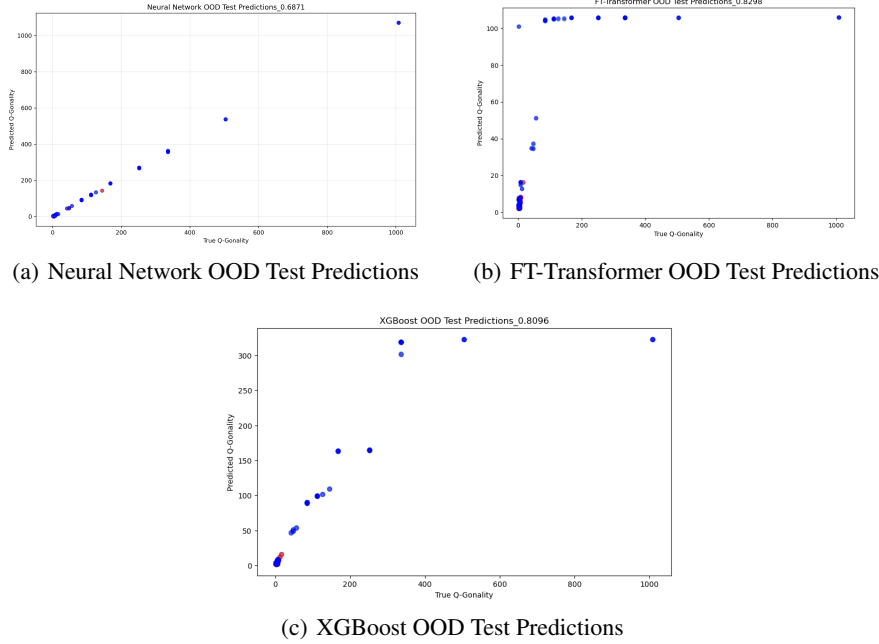 Neural Network OOD Test Predictions_0.6871
1000
800
600
400
200
0
Predicted Q-Gonality
0 200 400 600 800 1000
True Q-Gonality
(a) Neural Network OOD Test Predictions
FT-Transformer OOD Test Predictions_0.8298
100
80
60
40
20
0
Predicted Q-Gonality
0 200 400 600 800 1000
True Q-Gonality
(b) FT-Transformer OOD Test Predictions
XGBoost OOD Test Predictions_0.8096
300
250
200
150
100
50
0
Predicted Q-Gonality
0 200 400 600 800 1000
True Q-Gonality
(c) XGBoost OOD Test Predictions